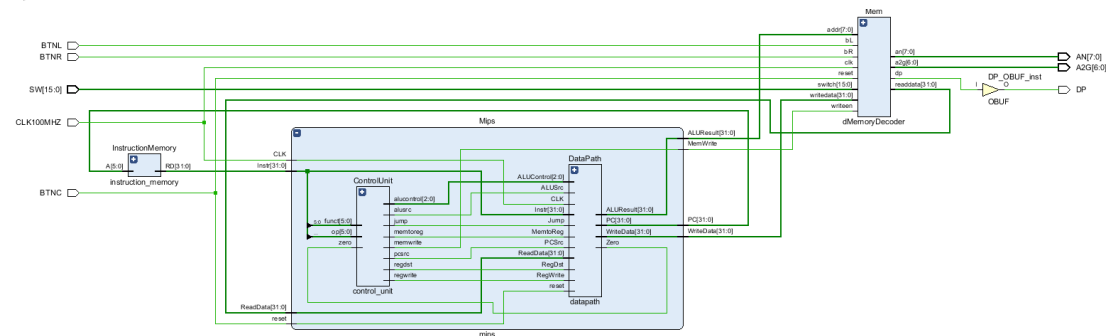 Mem
addr[7:0]
bL
bR
clk
reset
switch[15:0]
writedata[31:0]
writeen
an[7:0]
a2g[6:0]
dp
readdata[31:0]
dMemoryDecoder
BTNL
BTNR
SW[15:0]
CLK100MHZ
BTNC
AN[7:0]
A2G[6:0]
DP_OBUF_inst
I
O
OBUF
DP
InstructionMemory
A[5:0]
RD[31:0]
instruction_memory
Mips
CLK
Instr[31:0]
ReadData[31:0]
reset
ALUResult[31:0]
MemWrite
PC[31:0]
WriteData[31:0]
mips
ControlUnit
5:0
funct[5:0]
op[5:0]
zero
alucontrol[2:0]
alusrc
jump
memtoreg
memwrite
pcsrc
regdst
regwrite
control_unit
DataPath
ALUControl[2:0]
ALUSrc
CLK
Instr[31:0]
Jump
MemtoReg
PCSrc
ReadData[31:0]
RegDst
RegWrite
reset
ALUResult[31:0]
PC[31:0]
WriteData[31:0]
Zero
datapath